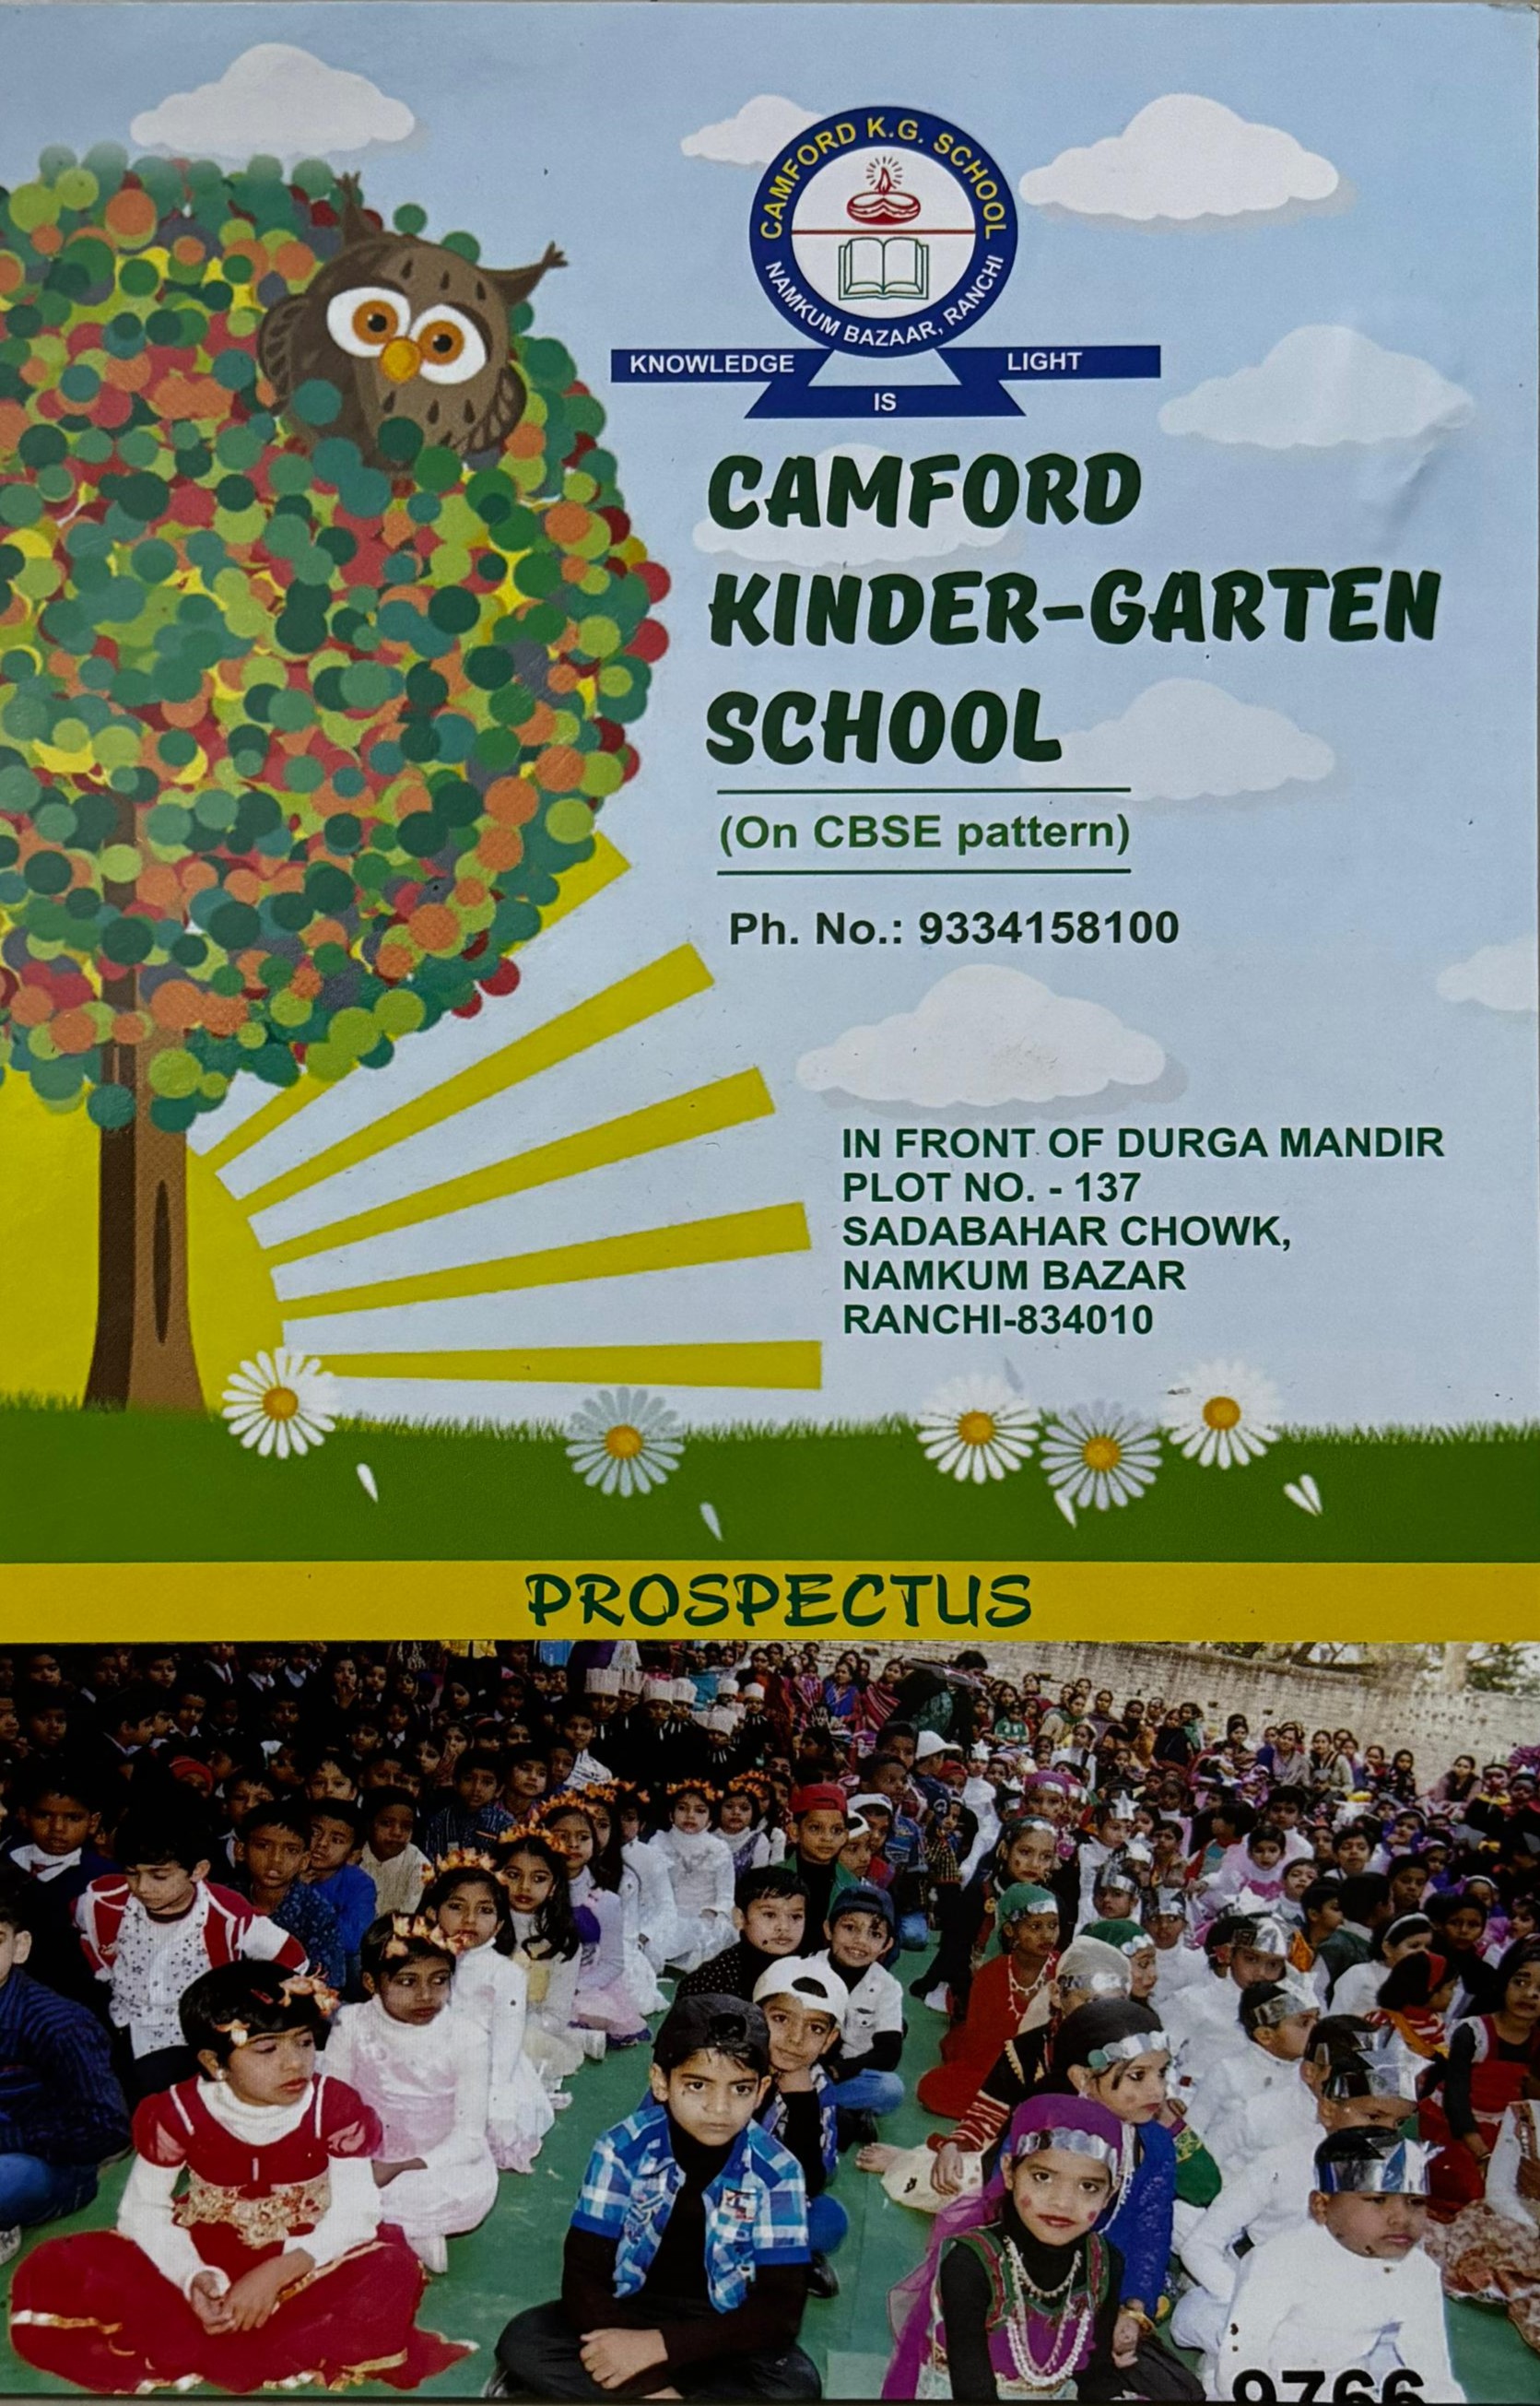 CAMFORD K.G. SCHOOL
NAMKUM BAZAAR, RANCHI
KNOWLEDGE IS LIGHT
CAMFORD
KINDER-GARTEN
SCHOOL
(On CBSE pattern)
Ph. No.: 9334158100
IN FRONT OF DURGA MANDIR
PLOT NO. - 137
SADABAHAR CHOWK,
NAMKUM BAZAR
RANCHI-834010
PROSPECTUS
9766